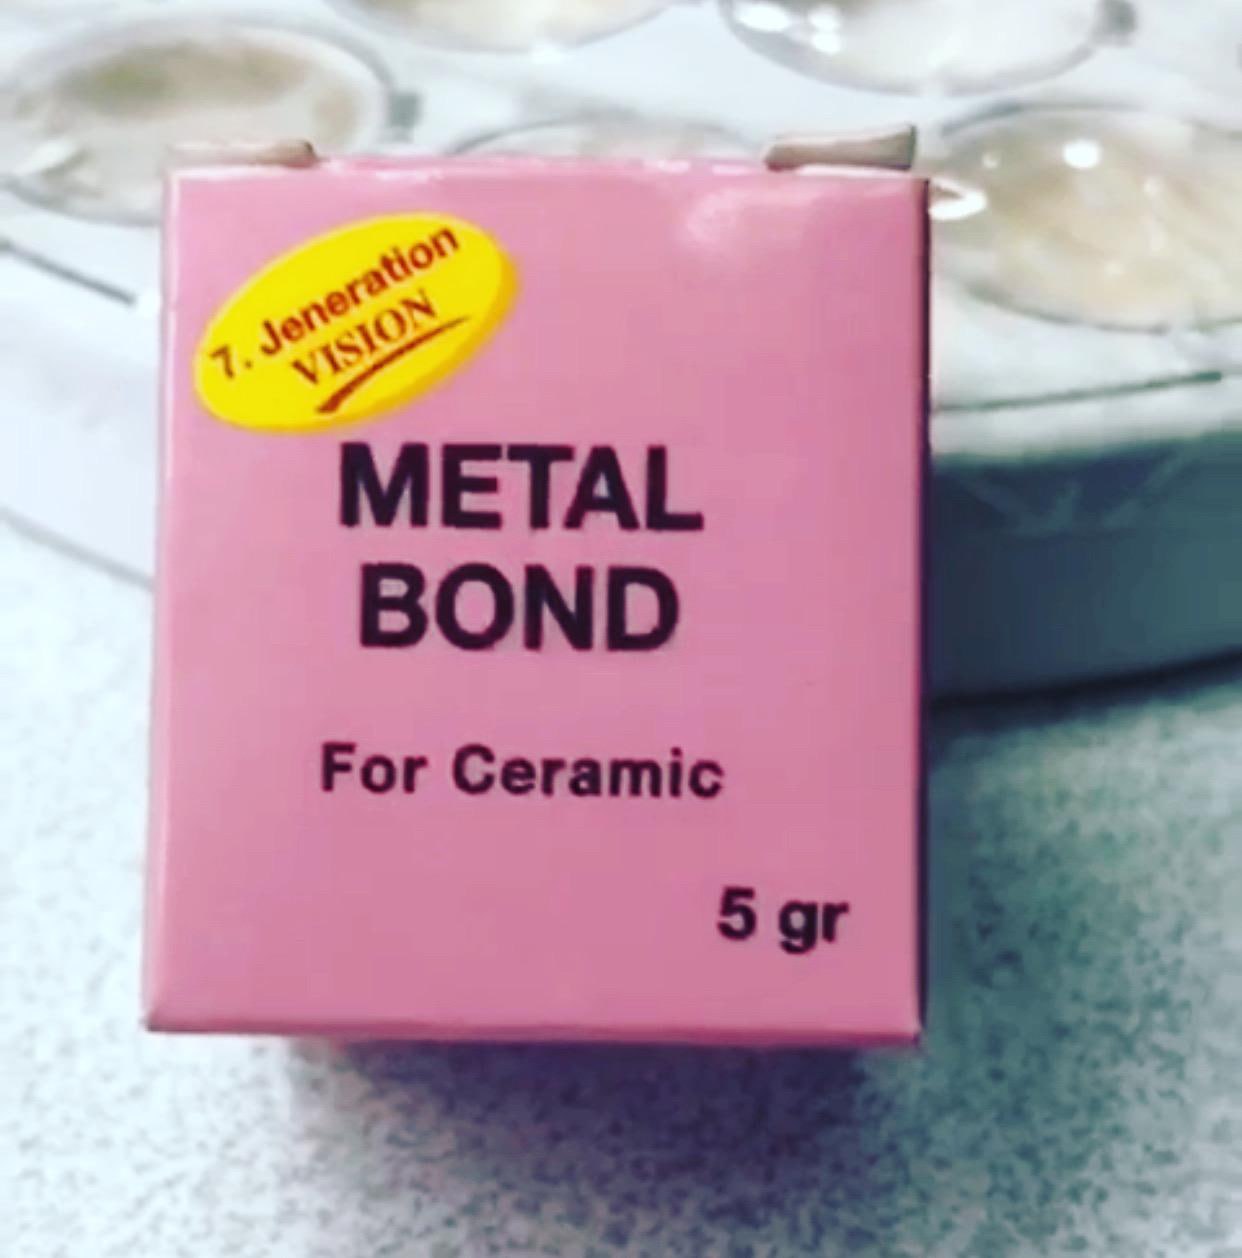 7. Jeneration
VISION
METAL
BOND
For Ceramic
5 gr